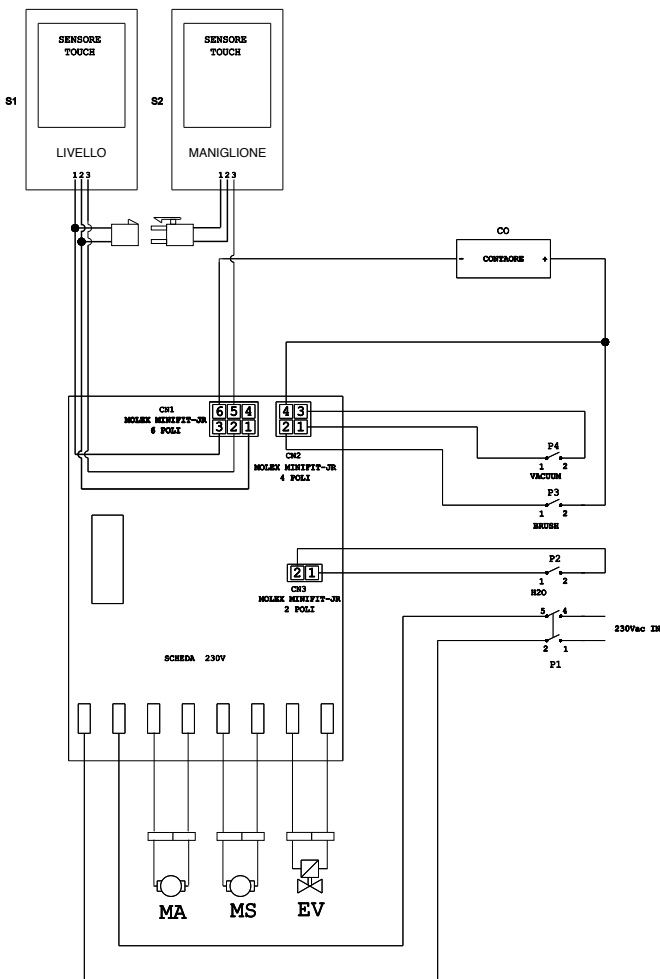 SENSORE
TOUCH
SENSORE
TOUCH
S1
S2
LIVELLO
MANIGLIONE
1 2 3
1 2 3
CO
- CONTAORE +
CN1
MOLEX MINIFIT-JR
6 POLI
6 5 4
3 2 1
4 3
2 1
CN2
MOLEX MINIFIT-JR
4 POLI
P4
1 2
VACUUM
P3
1 2
BRUSH
2 1
CN3
MOLEX MINIFIT-JR
2 POLI
P2
1 2
H2O
5 4
230Vac IN
2 1
P1
SCHEDA 230V
MA
MS
EV